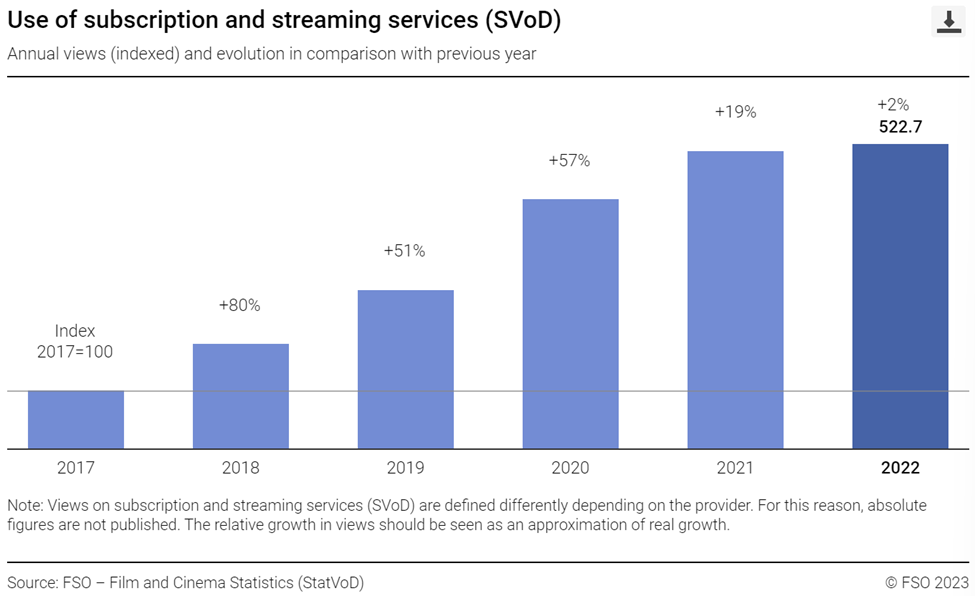 Use of subscription and streaming services (SVoD)
Annual views (indexed) and evolution in comparison with previous year
+19%
+2%
522.7
+57%
+51%
+80%
Index
2017=100
2017 2018 2019 2020 2021 2022
Note: Views on subscription and streaming services (SVoD) are defined differently depending on the provider. For this reason, absolute
figures are not published. The relative growth in views should be seen as an approximation of real growth.
Source: FSO – Film and Cinema Statistics (StatVoD)
© FSO 2023